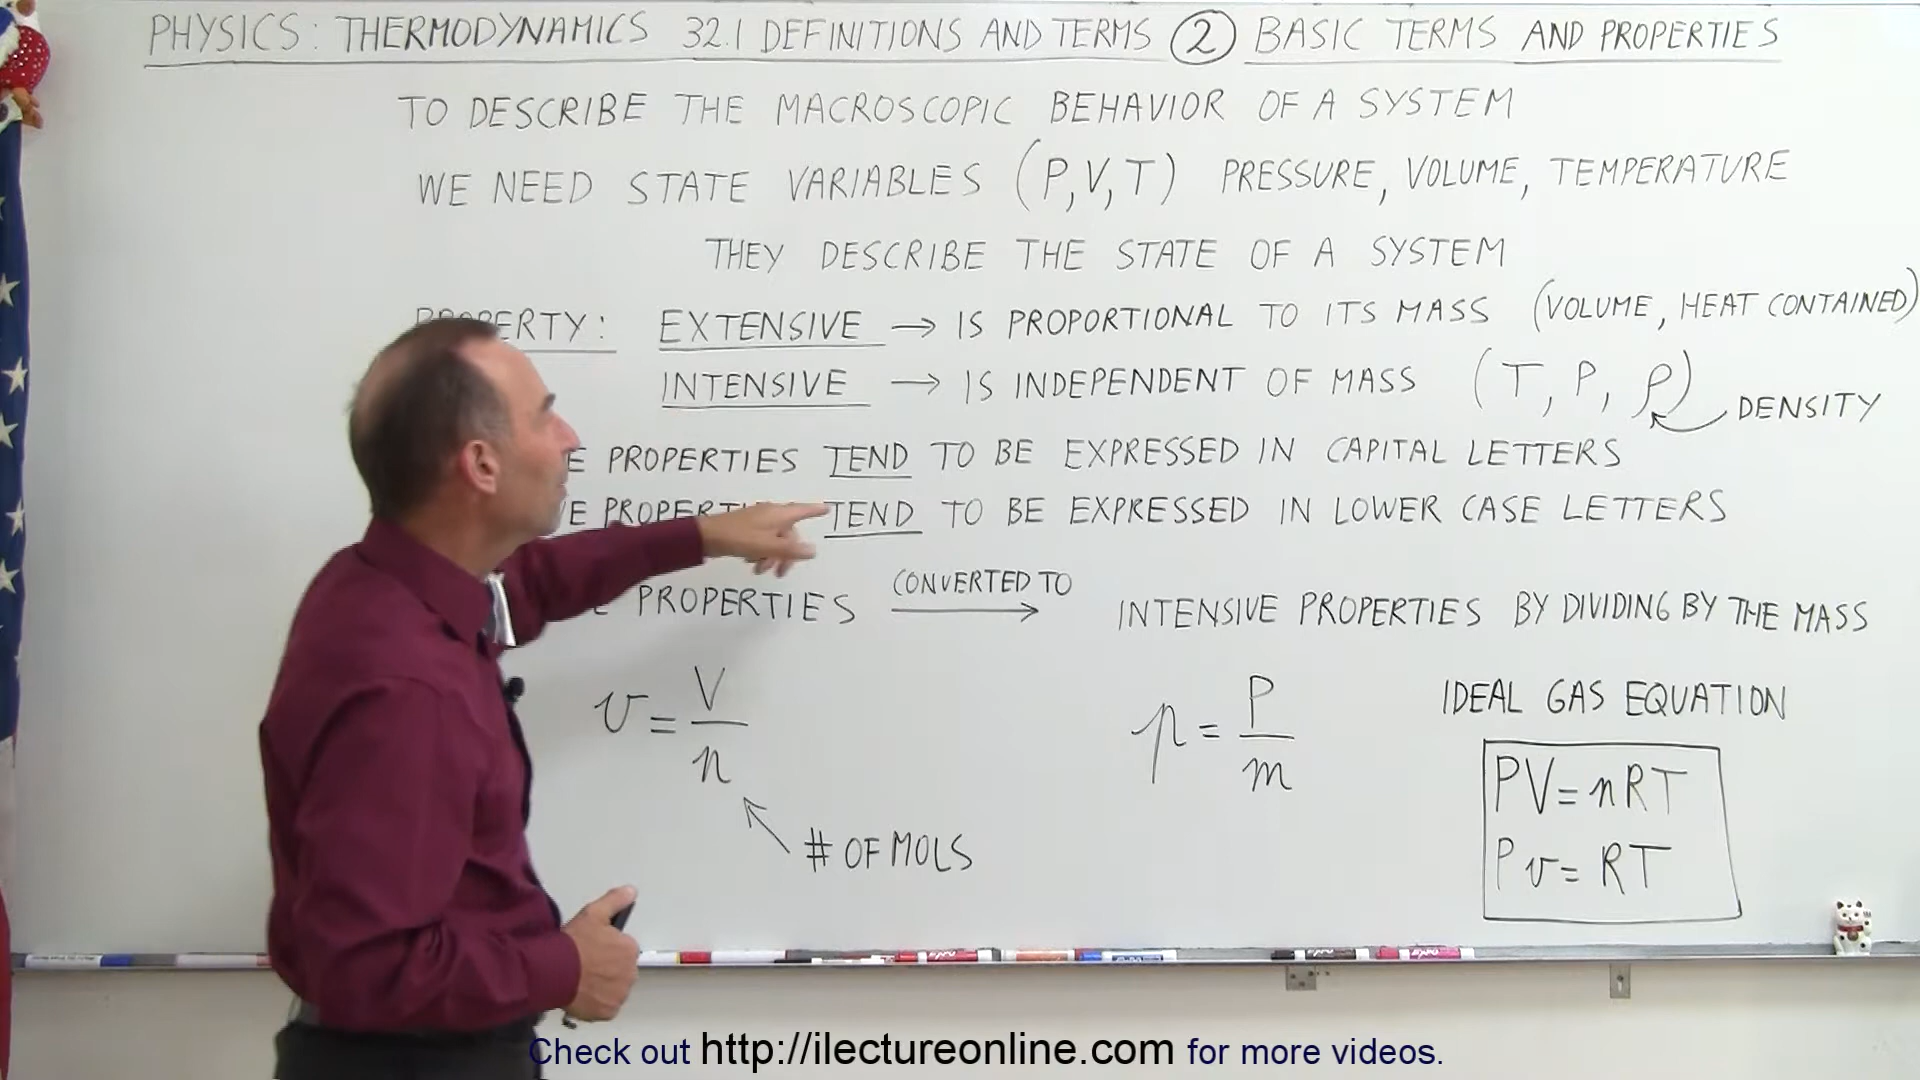 PHYSICS: THERMODYNAMICS 32.1 DEFINITIONS AND TERMS ② BASIC TERMS AND PROPERTIES
TO DESCRIBE THE MACROSCOPIC BEHAVIOR OF A SYSTEM
WE NEED STATE VARIABLES (P,V,T) PRESSURE, VOLUME, TEMPERATURE
THEY DESCRIBE THE STATE OF A SYSTEM
PROPERTY: EXTENSIVE → IS PROPORTIONAL TO ITS MASS (VOLUME, HEAT CONTAINED)
INTENSIVE → IS INDEPENDENT OF MASS (T, P, ρ) DENSITY
PROPERTIES TEND TO BE EXPRESSED IN CAPITAL LETTERS
PROPERTIES TEND TO BE EXPRESSED IN LOWER CASE LETTERS
PROPERTIES CONVERTED TO → INTENSIVE PROPERTIES BY DIVIDING BY THE MASS
v = V/n
# OF MOLS
p = P/m
IDEAL GAS EQUATION
PV = nRT
Pv = RT
Check out http://ilectureonline.com for more videos.